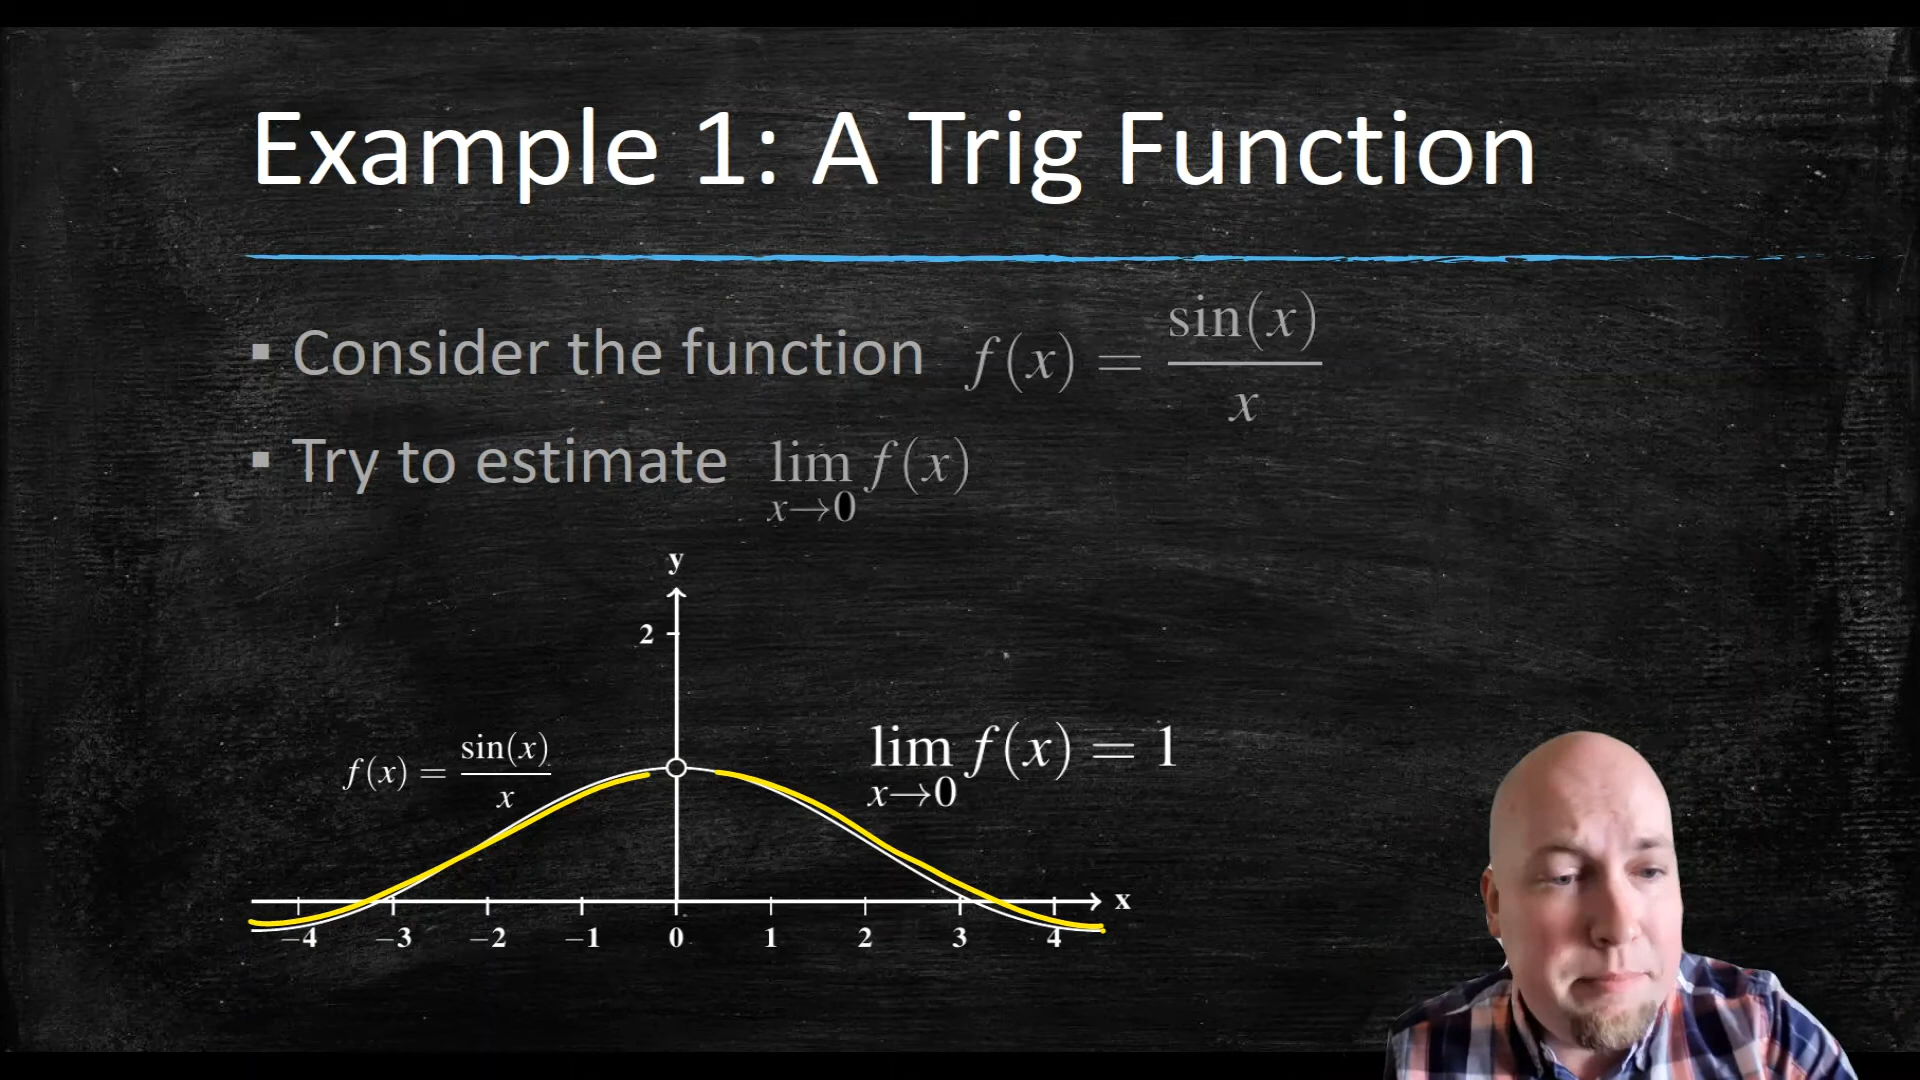 Example 1: A Trig Function
▪ Consider the function f(x) = sin(x)/x
▪ Try to estimate lim x→0 f(x)
y
2
f(x) = sin(x)/x
lim x→0 f(x) = 1
x
−4 −3 −2 −1 0 1 2 3 4